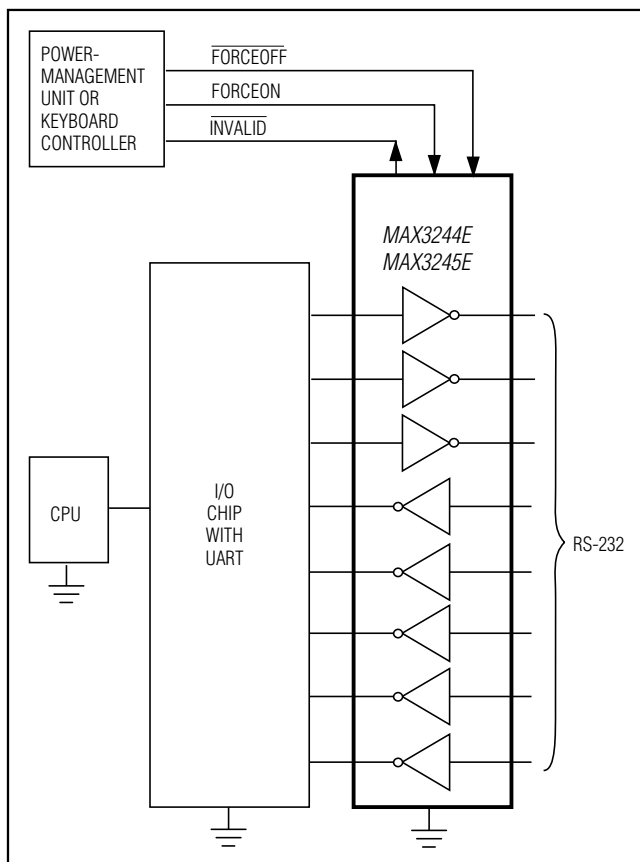 POWER-
MANAGEMENT
UNIT OR
KEYBOARD
CONTROLLER
FORCEOFF
FORCEON
INVALID
MAX3244E
MAX3245E
CPU
I/O
CHIP
WITH
UART
RS-232